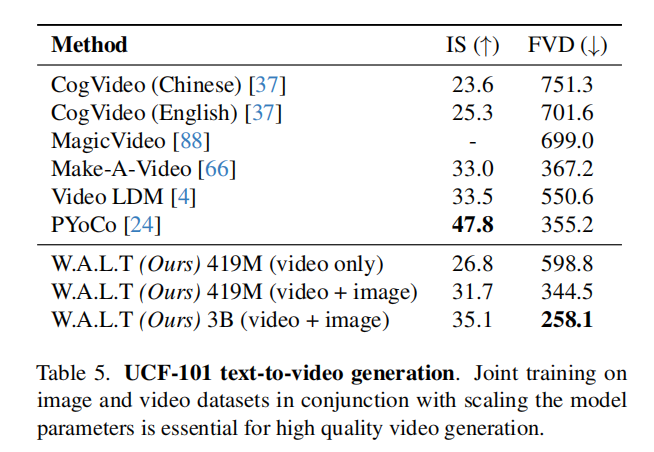 Method IS (↑) FVD (↓)
CogVideo (Chinese) [37] 23.6 751.3
CogVideo (English) [37] 25.3 701.6
MagicVideo [88] - 699.0
Make-A-Video [66] 33.0 367.2
Video LDM [4] 33.5 550.6
PYoCo [24] 47.8 355.2
W.A.L.T (Ours) 419M (video only) 26.8 598.8
W.A.L.T (Ours) 419M (video + image) 31.7 344.5
W.A.L.T (Ours) 3B (video + image) 35.1 258.1
Table 5. UCF-101 text-to-video generation. Joint training on
image and video datasets in conjunction with scaling the model
parameters is essential for high quality video generation.